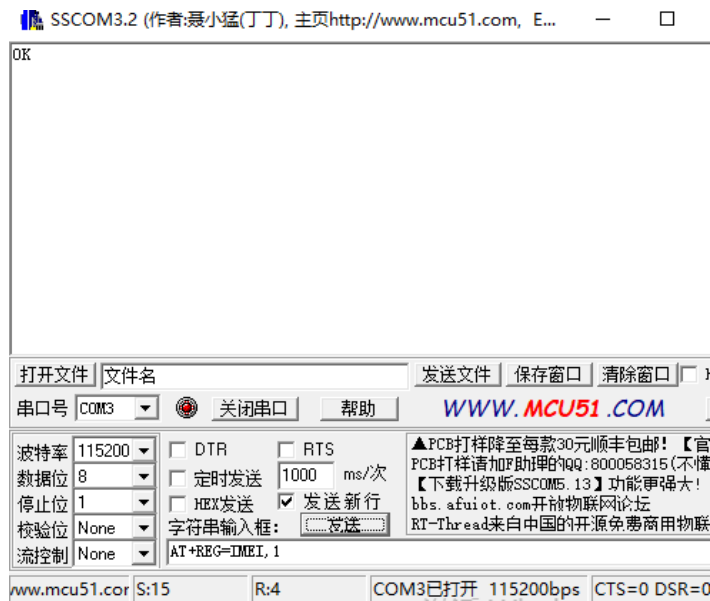 SSCOM3.2 (作者:聂小猛(丁丁), 主页http://www.mcu51.com, E...
OK
打开文件 文件名 发送文件 保存窗口 清除窗口
串口号 COM3 关闭串口 帮助 WWW.MCU51.COM
波特率 115200 DTR RTS
数据位 8 定时发送 1000 ms/次
停止位 1 HEX发送 发送新行
校验位 None 字符串输入框: 发送
流控制 None AT+REG=IMEI,1
▲PCB打样降至每款30元顺丰包邮!【官
PCB打样请加F助理的QQ:800058315(不懂
【下载升级版SSCOM5.13】功能更强大!
bbs.afuiot.com开放物联网论坛
RT-Thread来自中国的开源免费商用物联
www.mcu51.cor S:15 R:4 COM3已打开 115200bps CTS=0 DSR=0